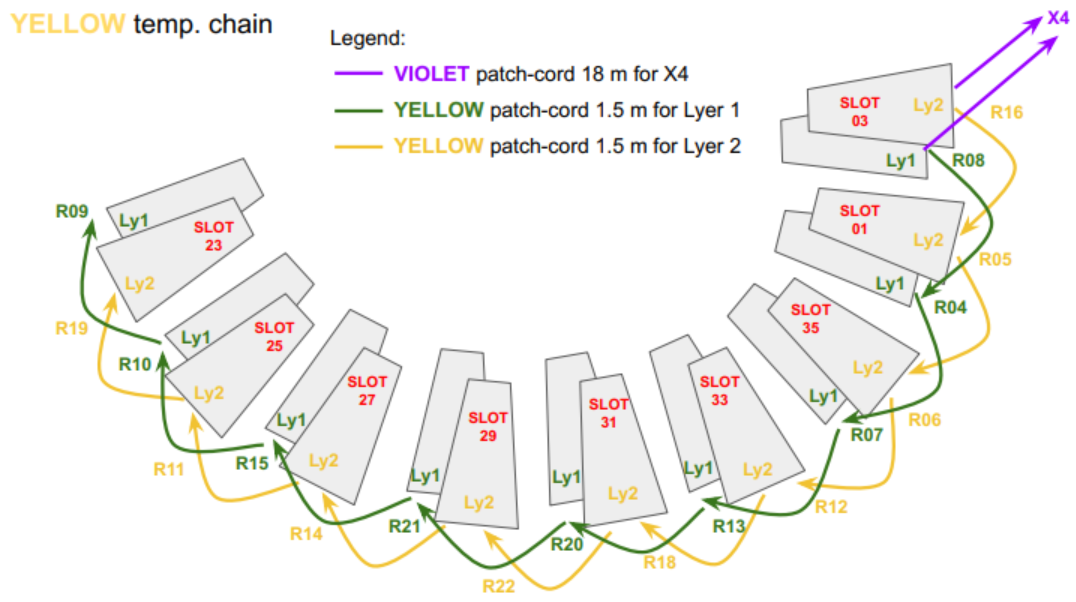 YELLOW temp. chain
Legend:
VIOLET patch-cord 18 m for X4
YELLOW patch-cord 1.5 m for Lyer 1
YELLOW patch-cord 1.5 m for Lyer 2
X4
SLOT
03
Ly2
R16
Ly1
R08
SLOT
01
Ly2
R05
Ly1
R04
SLOT
35
Ly2
R06
Ly1
R07
SLOT
33
Ly2
R12
Ly1
R13
SLOT
31
Ly2
R18
Ly1
R20
SLOT
29
Ly2
R22
Ly1
R21
SLOT
27
Ly2
R14
Ly1
R15
SLOT
25
Ly2
R11
Ly1
R10
SLOT
23
Ly2
R19
Ly1
R09